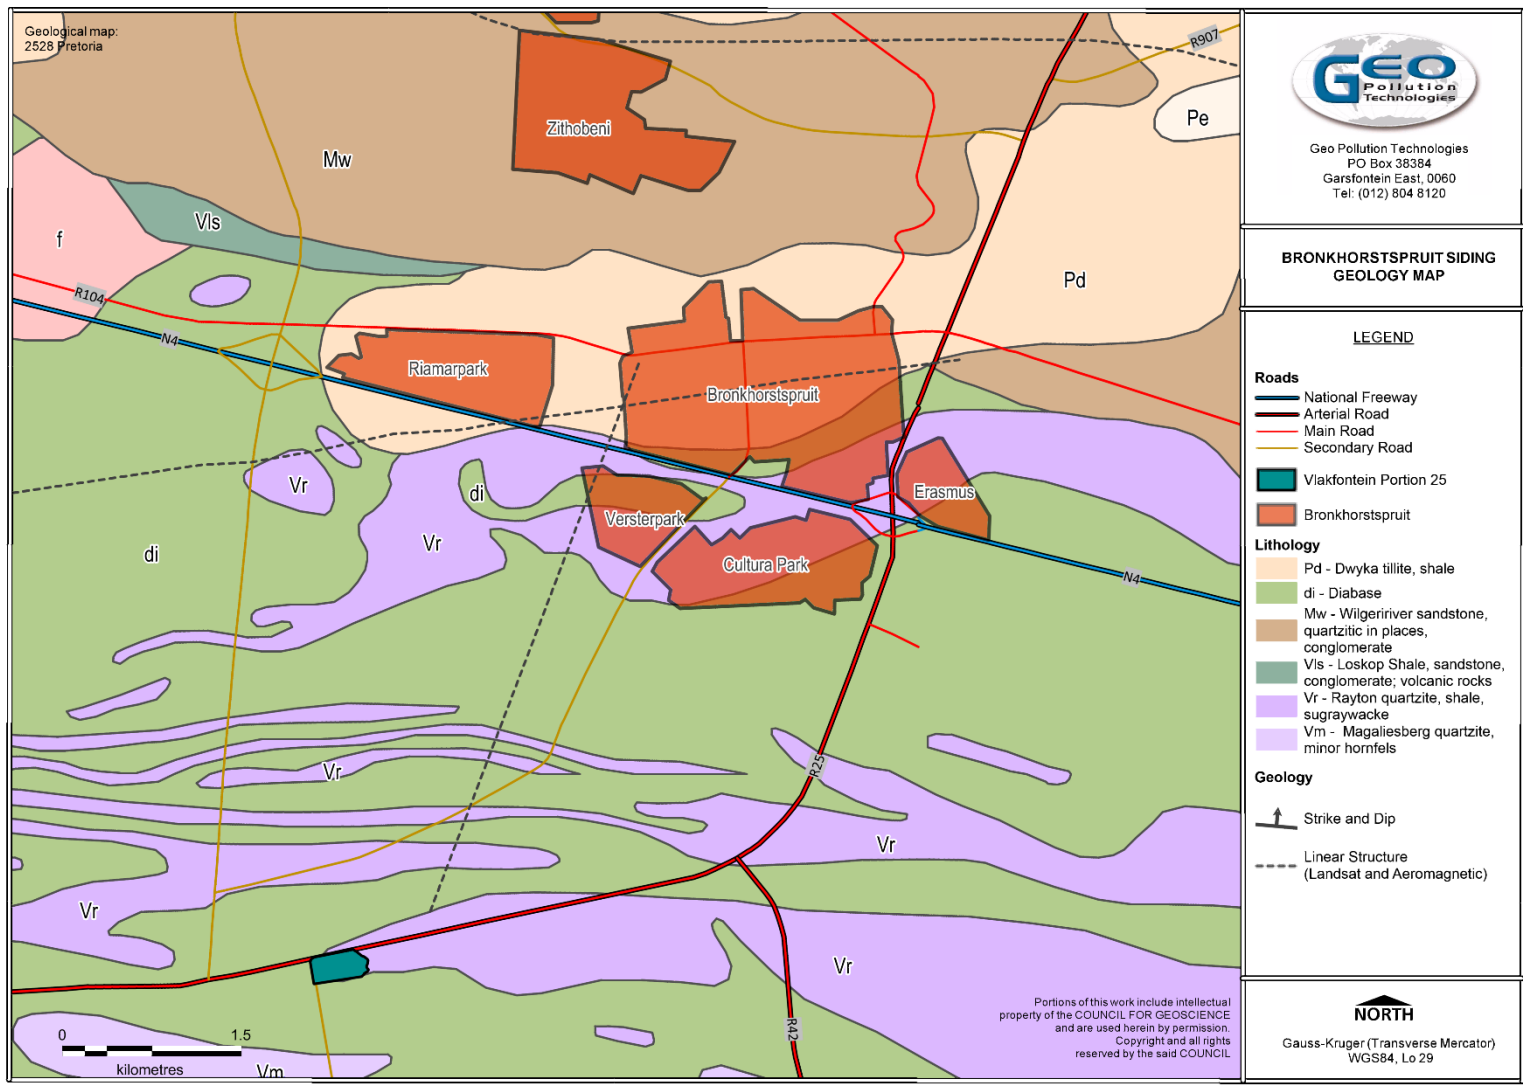 Geological map:
2528 Pretoria
R907
Zithobeni
Pe
Mw
Vls
f
Pd
R104
N4
Riamarpark
Bronkhorstspruit
Vr
di
Erasmus
Versterpark
Vr
di
Cultura Park
N4
R25
Vr
Vr
Vr
Vr
R42
Vm
0 1.5
kilometres
Portions of this work include intellectual
property of the COUNCIL FOR GEOSCIENCE
and are used herein by permission.
Copyright and all rights
reserved by the said COUNCIL
GEO
Pollution
Technologies
Geo Pollution Technologies
PO Box 38384
Garsfontein East, 0060
Tel: (012) 804 8120
BRONKHORSTSPRUIT SIDING
GEOLOGY MAP
LEGEND
Roads
National Freeway
Arterial Road
Main Road
Secondary Road
Vlakfontein Portion 25
Bronkhorstspruit
Lithology
Pd - Dwyka tillite, shale
di - Diabase
Mw - Wilgeririver sandstone,
quartzitic in places,
conglomerate
Vls - Loskop Shale, sandstone,
conglomerate; volcanic rocks
Vr - Rayton quartzite, shale,
sugraywacke
Vm - Magaliesberg quartzite,
minor hornfels
Geology
Strike and Dip
Linear Structure
(Landsat and Aeromagnetic)
NORTH
Gauss-Kruger (Transverse Mercator)
WGS84, Lo 29